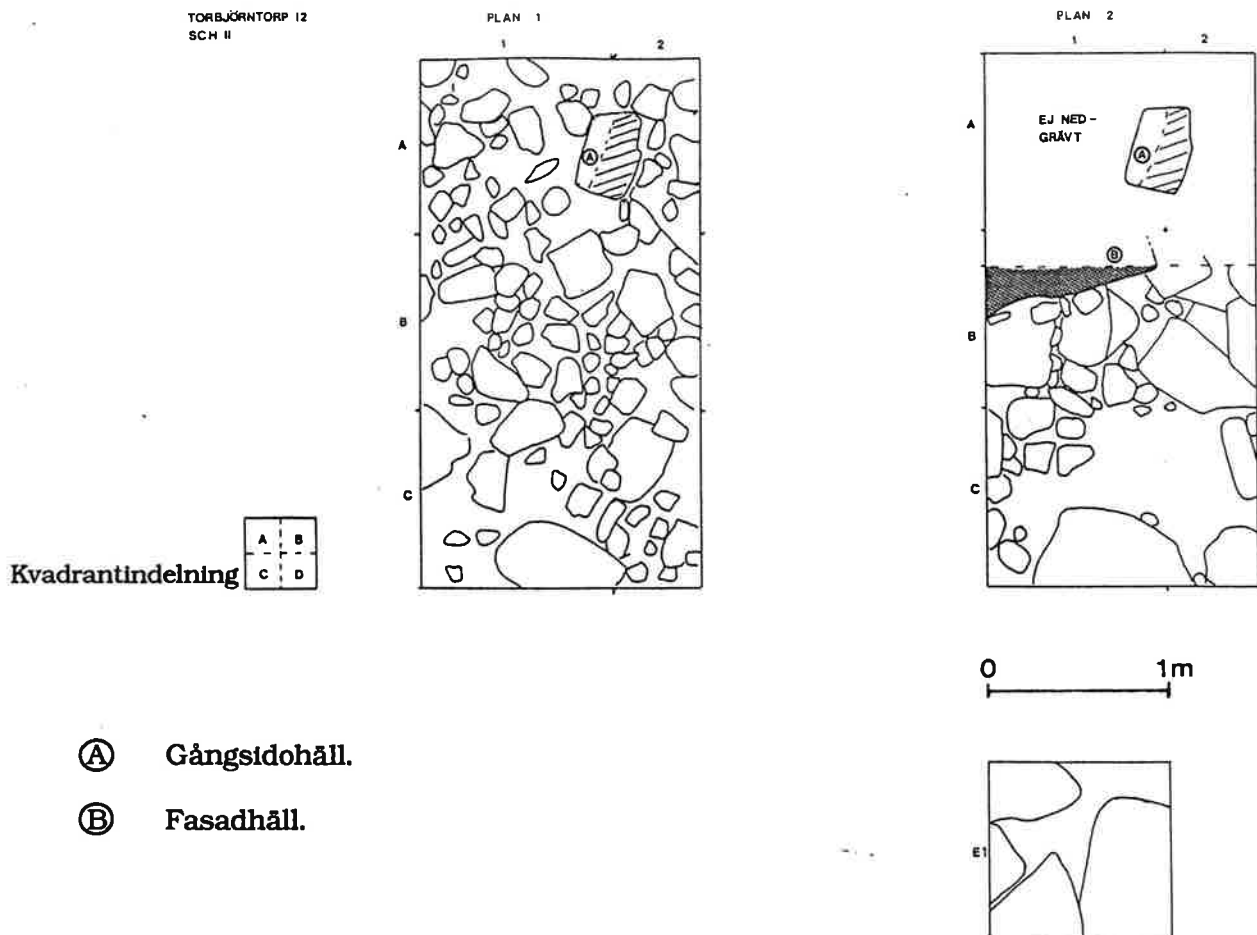 TORBJÖRNTORP 12
SCH II
PLAN 1
1 2
A
A
B
C
PLAN 2
1 2
A
EJ NED-
GRÄVT
A
B
B
C
A B
C D
Kvadrantindelning
0 1m
A Gångsidohäll.
B Fasadhäll.
E1